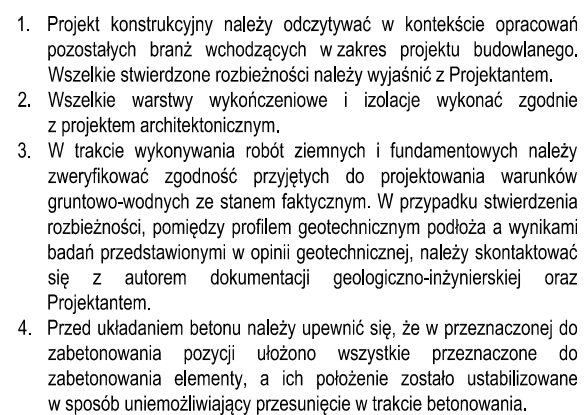 1. Projekt konstrukcyjny należy odczytywać w kontekście opracowań
pozostałych branż wchodzących w zakres projektu budowlanego.
Wszelkie stwierdzone rozbieżności należy wyjaśnić z Projektantem.
2. Wszelkie warstwy wykończeniowe i izolacje wykonać zgodnie
z projektem architektonicznym.
3. W trakcie wykonywania robót ziemnych i fundamentowych należy
zweryfikować zgodność przyjętych do projektowania warunków
gruntowo-wodnych ze stanem faktycznym. W przypadku stwierdzenia
rozbieżności, pomiędzy profilem geotechnicznym podłoża a wynikami
badań przedstawionymi w opinii geotechnicznej, należy skontaktować
się z autorem dokumentacji geologiczno-inżynierskiej oraz
Projektantem.
4. Przed układaniem betonu należy upewnić się, że w przeznaczonej do
zabetonowania pozycji ułożono wszystkie przeznaczone do
zabetonowania elementy, a ich położenie zostało ustabilizowane
w sposób uniemożliwiający przesunięcie w trakcie betonowania.